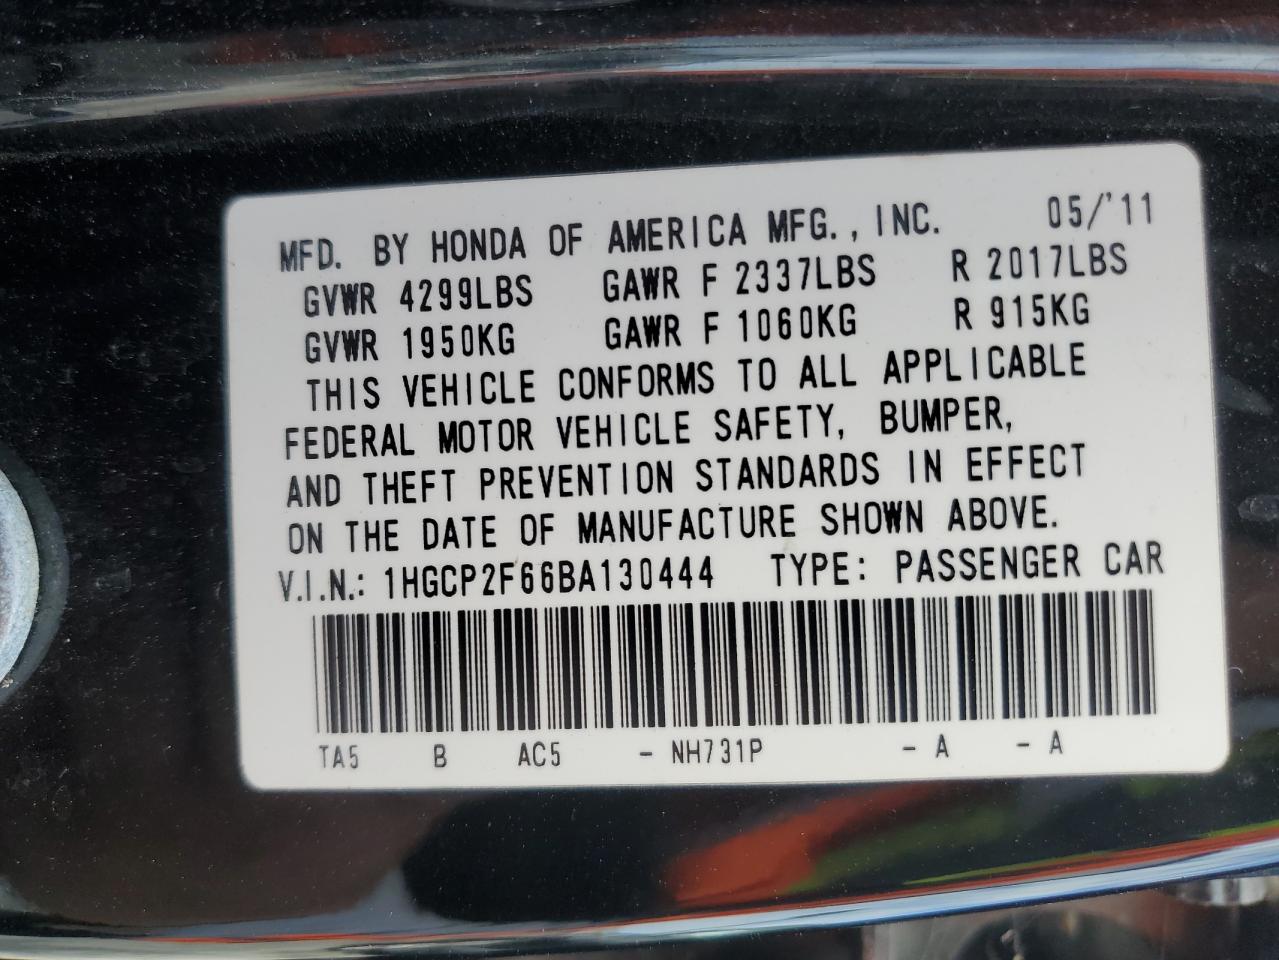 MFD. BY HONDA OF AMERICA MFG., INC. 05/'11
GVWR 4299LBS GAWR F 2337LBS R 2017LBS
GVWR 1950KG GAWR F 1060KG R 915KG
THIS VEHICLE CONFORMS TO ALL APPLICABLE
FEDERAL MOTOR VEHICLE SAFETY, BUMPER,
AND THEFT PREVENTION STANDARDS IN EFFECT
ON THE DATE OF MANUFACTURE SHOWN ABOVE.
V.I.N.: 1HGCP2F66BA130444 TYPE: PASSENGER CAR
TA5 B AC5 - NH731P - A - A